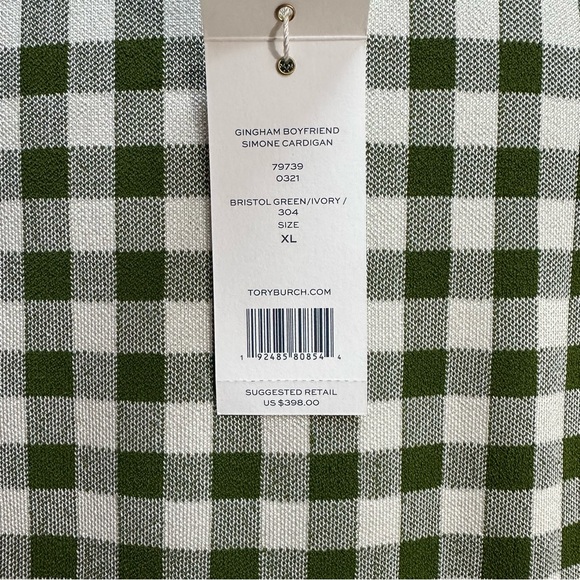 GINGHAM BOYFRIEND
SIMONE CARDIGAN
79739
0321
BRISTOL GREEN/IVORY /
304
SIZE
XL
TORYBURCH.COM
1 92485 80854 4
SUGGESTED RETAIL
US $398.00